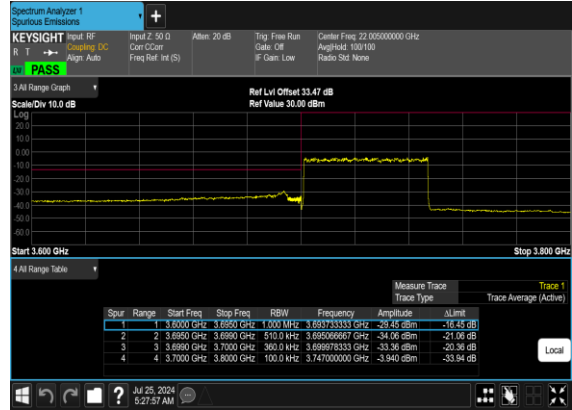 Spectrum Analyzer 1
Spurious Emissions
KEYSIGHT Input: RF Input Z: 50 Ω Atten: 20 dB Trig: Free Run Center Freq: 22.005000000 GHz
R T Coupling: DC Corr CCorr Gate: Off Avg|Hold: 100/100
Align: Auto Freq Ref: Int (S) IF Gain: Low Radio Std: None
PASS
3 All Range Graph
Ref Lvl Offset 33.47 dB
Scale/Div 10.0 dB Ref Value 30.00 dBm
Log
20.0
10.0
0.00
-10.0
-20.0
-30.0
-40.0
-50.0
-60.0
Start 3.600 GHz Stop 3.800 GHz
4 All Range Table
Measure Trace Trace 1
Trace Type Trace Average (Active)
Spur Range Start Freq Stop Freq RBW Frequency Amplitude ΔLimit
1 1 3.6000 GHz 3.6950 GHz 1.000 MHz 3.693733333 GHz -29.45 dBm -16.45 dB
2 2 3.6950 GHz 3.6990 GHz 510.0 kHz 3.695066667 GHz -34.06 dBm -21.06 dB
3 3 3.6990 GHz 3.7000 GHz 360.0 kHz 3.699978333 GHz -33.36 dBm -20.36 dB
4 4 3.7000 GHz 3.8000 GHz 100.0 kHz 3.747000000 GHz -3.940 dBm -33.94 dB
Local
Jul 25, 2024
5:27:57 AM